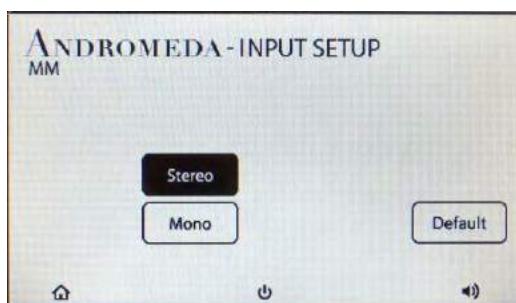 ANDROMEDA - INPUT SETUP
MM
Stereo
Mono
Default